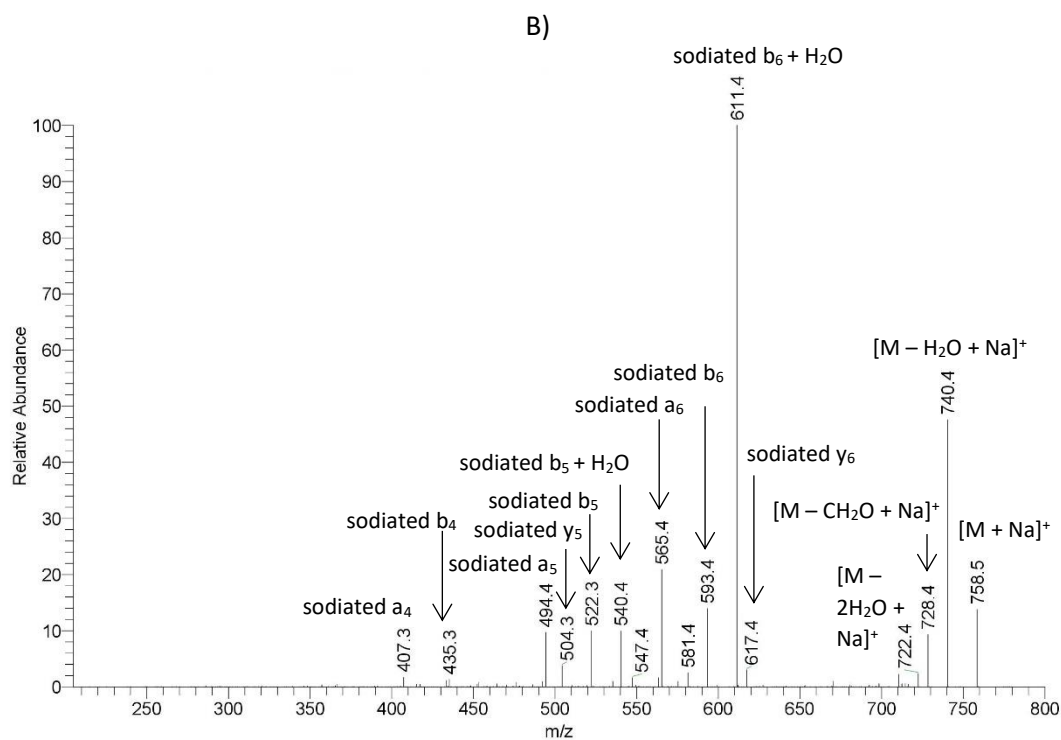 B)
sodiated b₆ + H₂O
611.4
100
90
80
[M – H₂O + Na]⁺
70
sodiated b₆
740.4
60
sodiated a₆
50
sodiated b₅ + H₂O
sodiated y₆
40
sodiated b₅
[M – CH₂O + Na]⁺
[M + Na]⁺
sodiated b₄
sodiated y₅
30
sodiated a₅
[M –
2H₂O +
Na]⁺
20
sodiated a₄
565.4
593.4
758.5
494.4
522.3
540.4
728.4
10
407.3
435.3
504.3
547.4
581.4
617.4
722.4
0
250 300 350 400 450 500 550 600 650 700 750 800
m/z
Relative Abundance